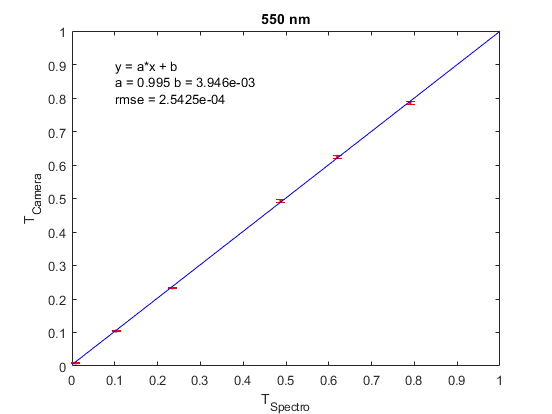 550 nm
y = a*x + b
a = 0.995 b = 3.946e-03
rmse = 2.5425e-04
1
0.9
0.8
0.7
0.6
0.5
0.4
0.3
0.2
0.1
0
T_Camera
0 0.1 0.2 0.3 0.4 0.5 0.6 0.7 0.8 0.9 1
T_Spectro